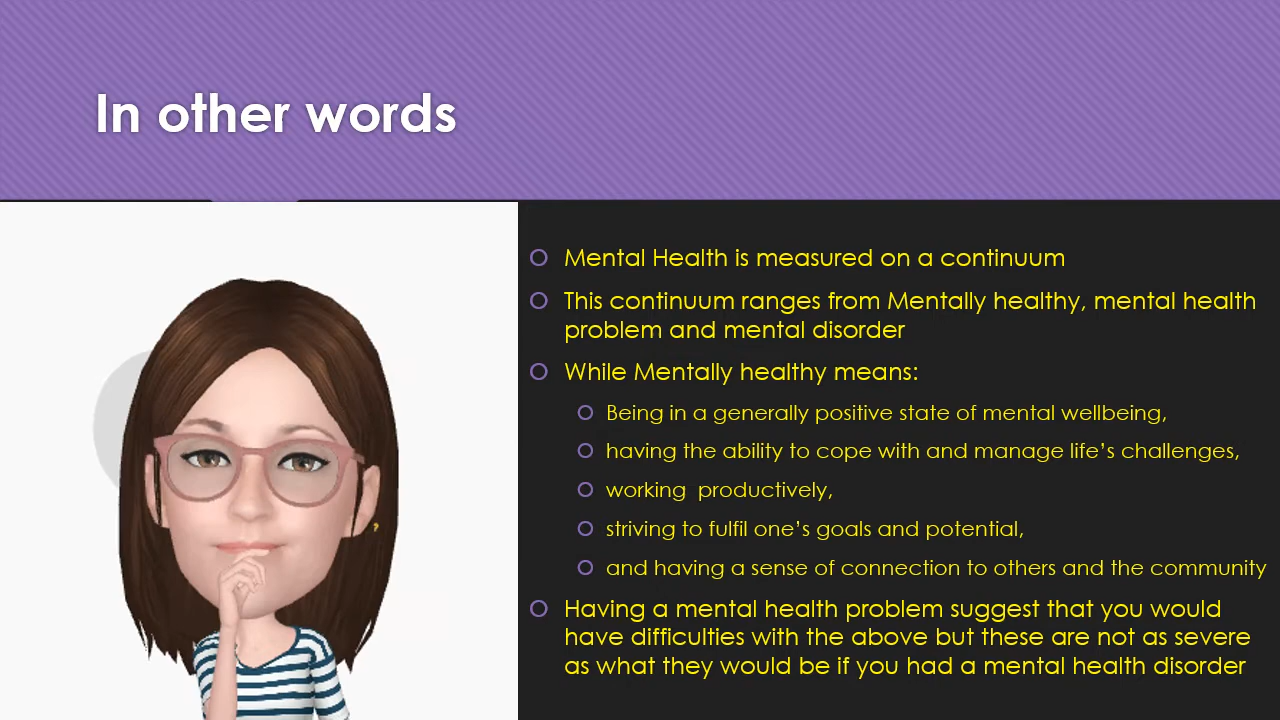 In other words
Mental Health is measured on a continuum
This continuum ranges from Mentally healthy, mental health
problem and mental disorder
While Mentally healthy means:
Being in a generally positive state of mental wellbeing,
having the ability to cope with and manage life’s challenges,
working  productively,
striving to fulfil one’s goals and potential,
and having a sense of connection to others and the community
Having a mental health problem suggest that you would
have difficulties with the above but these are not as severe
as what they would be if you had a mental health disorder
?